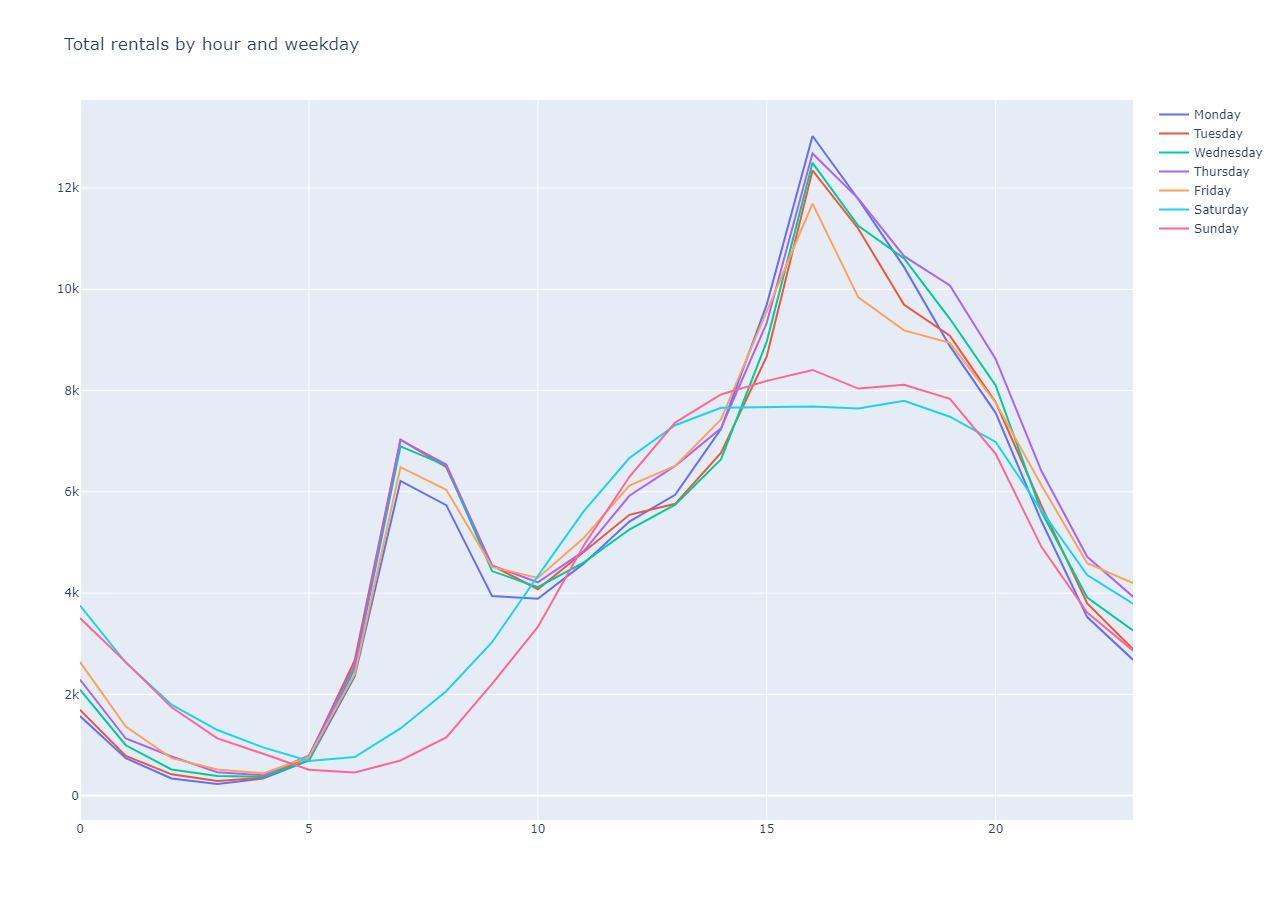 Total rentals by hour and weekday
Monday
Tuesday
Wednesday
Thursday
Friday
Saturday
Sunday
12k
10k
8k
6k
4k
2k
0
0 5 10 15 20